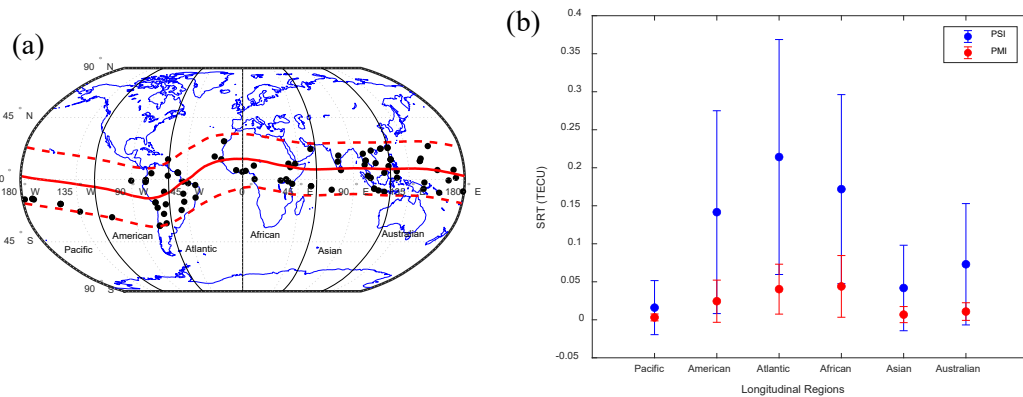 (a)
90° N
45° N
0°
180° W 135° W 90° W 45° W 0° 45° E 90° E 135° E 180° E
Pacific American Atlantic African Asian Australian
45° S
90° S
(b)
SRT (TECU)
0.4
0.35
0.3
0.25
0.2
0.15
0.1
0.05
0
-0.05
PSI
PMI
Pacific American Atlantic African Asian Australian
Longitudinal Regions